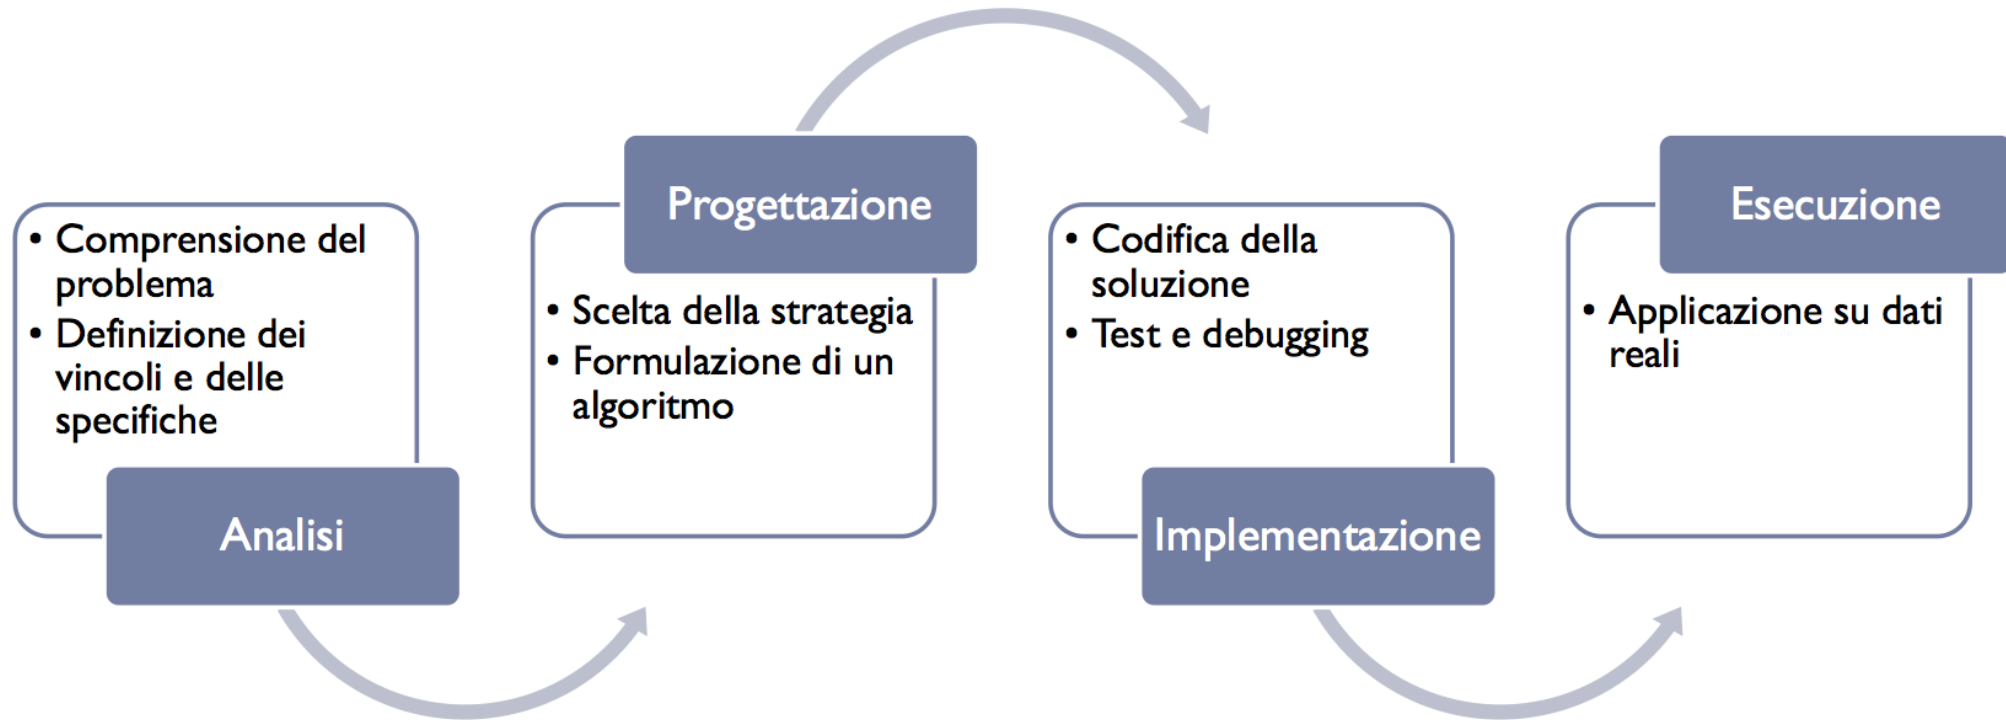 • Comprensione del
problema
• Definizione dei
vincoli e delle
specifiche
Analisi
Progettazione
• Scelta della strategia
• Formulazione di un
algoritmo
• Codifica della
soluzione
• Test e debugging
Implementazione
Esecuzione
• Applicazione su dati
reali